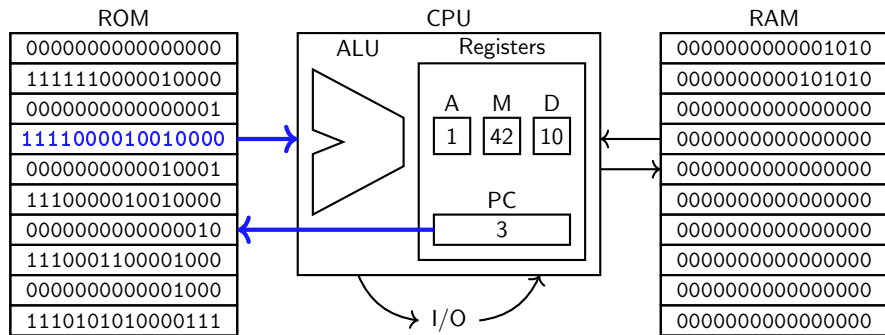 ROM
0000000000000000
1111110000010000
0000000000000001
1111000010010000
0000000000010001
1110000010010000
0000000000000010
1110001100001000
0000000000001000
1110101010000111
CPU
ALU
Registers
A M D
1 42 10
PC
3
I/O
RAM
0000000000001010
0000000000101010
0000000000000000
0000000000000000
0000000000000000
0000000000000000
0000000000000000
0000000000000000
0000000000000000
0000000000000000